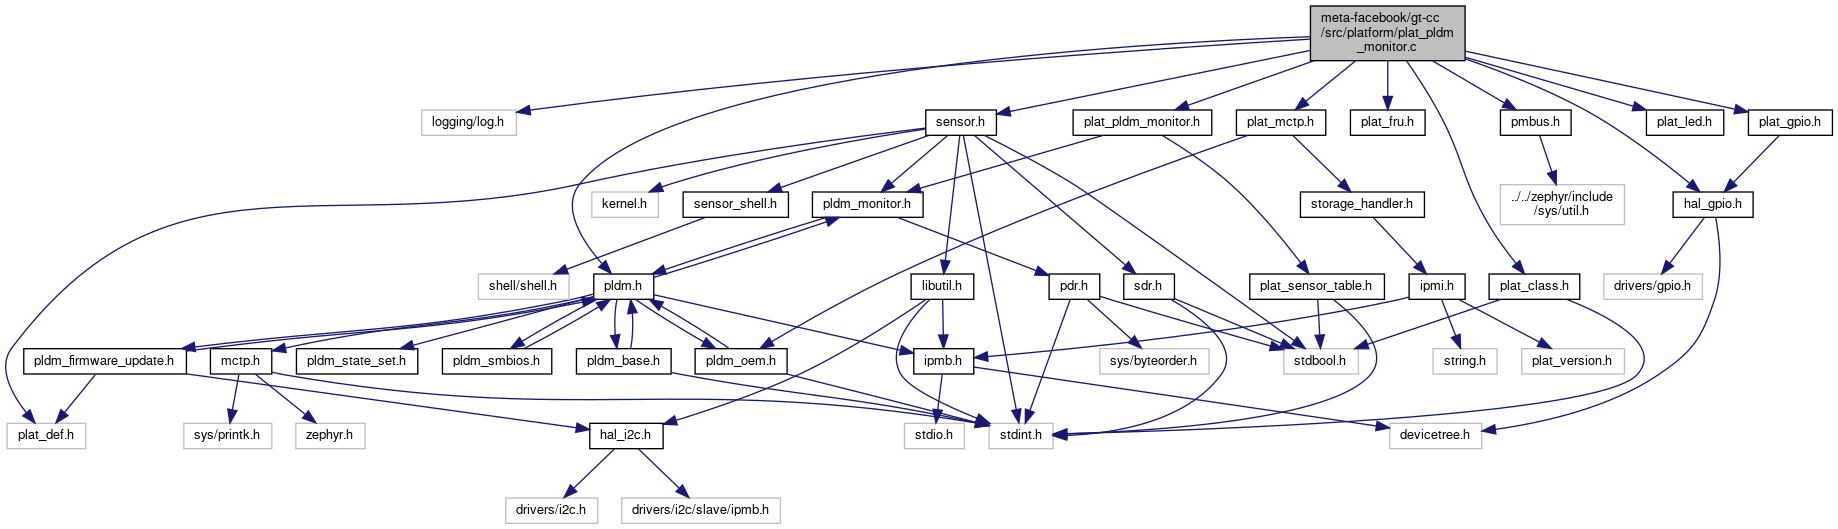 meta-facebook/gt-cc
/src/platform/plat_pldm
_monitor.c
logging/log.h
sensor.h
plat_pldm_monitor.h
plat_mctp.h
plat_fru.h
pmbus.h
plat_led.h
plat_gpio.h
kernel.h
sensor_shell.h
pldm_monitor.h
storage_handler.h
../../zephyr/include
/sys/util.h
hal_gpio.h
shell/shell.h
pldm.h
libutil.h
pdr.h
sdr.h
plat_sensor_table.h
ipmi.h
plat_class.h
drivers/gpio.h
pldm_firmware_update.h
mctp.h
pldm_state_set.h
pldm_smbios.h
pldm_base.h
pldm_oem.h
ipmb.h
sys/byteorder.h
stdbool.h
string.h
plat_version.h
plat_def.h
sys/printk.h
zephyr.h
hal_i2c.h
stdio.h
stdint.h
devicetree.h
drivers/i2c.h
drivers/i2c/slave/ipmb.h